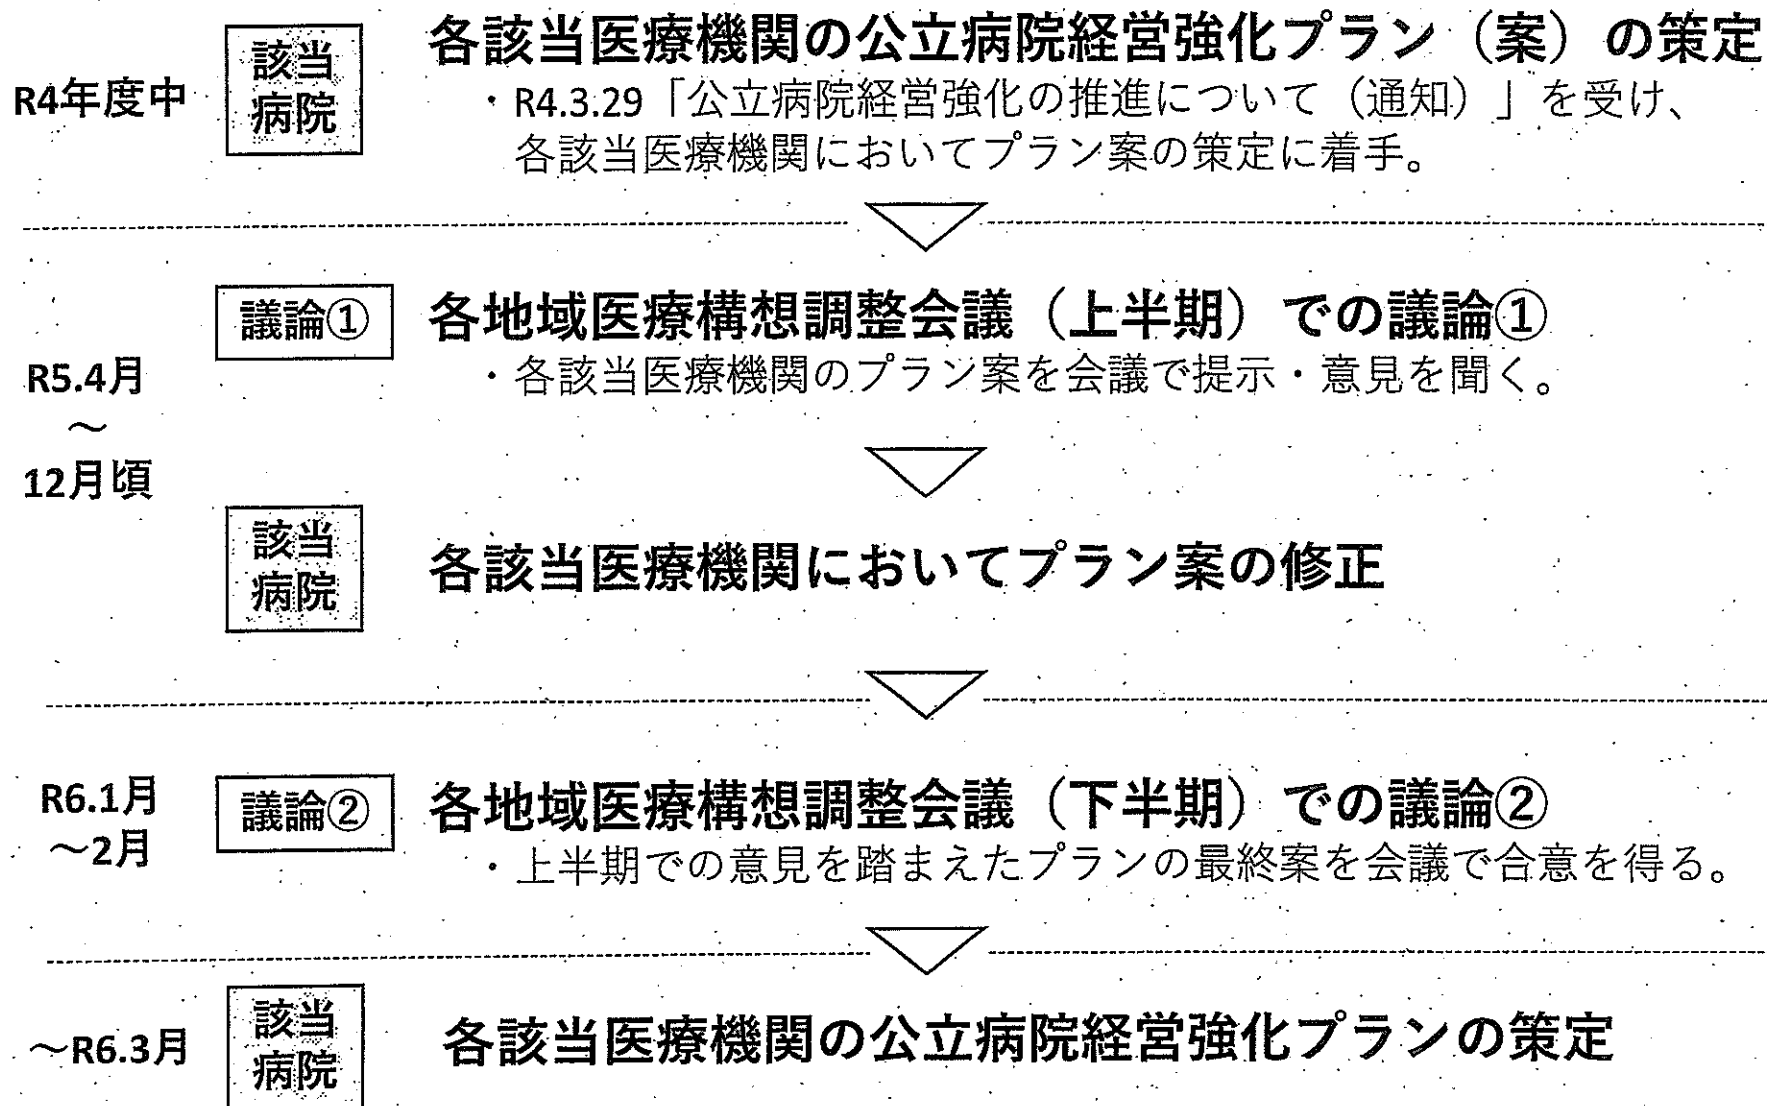 R4年度中
該当
病院
各該当医療機関の公立病院経営強化プラン（案）の策定
・R4.3.29「公立病院経営強化の推進について（通知）」を受け、
各該当医療機関においてプラン案の策定に着手。
R5.4月
～
12月頃
議論①
各地域医療構想調整会議（上半期）での議論①
・各該当医療機関のプラン案を会議で提示・意見を聞く。
該当
病院
各該当医療機関においてプラン案の修正
R6.1月
～2月
議論②
各地域医療構想調整会議（下半期）での議論②
・上半期での意見を踏まえたプランの最終案を会議で合意を得る。
～R6.3月
該当
病院
各該当医療機関の公立病院経営強化プランの策定